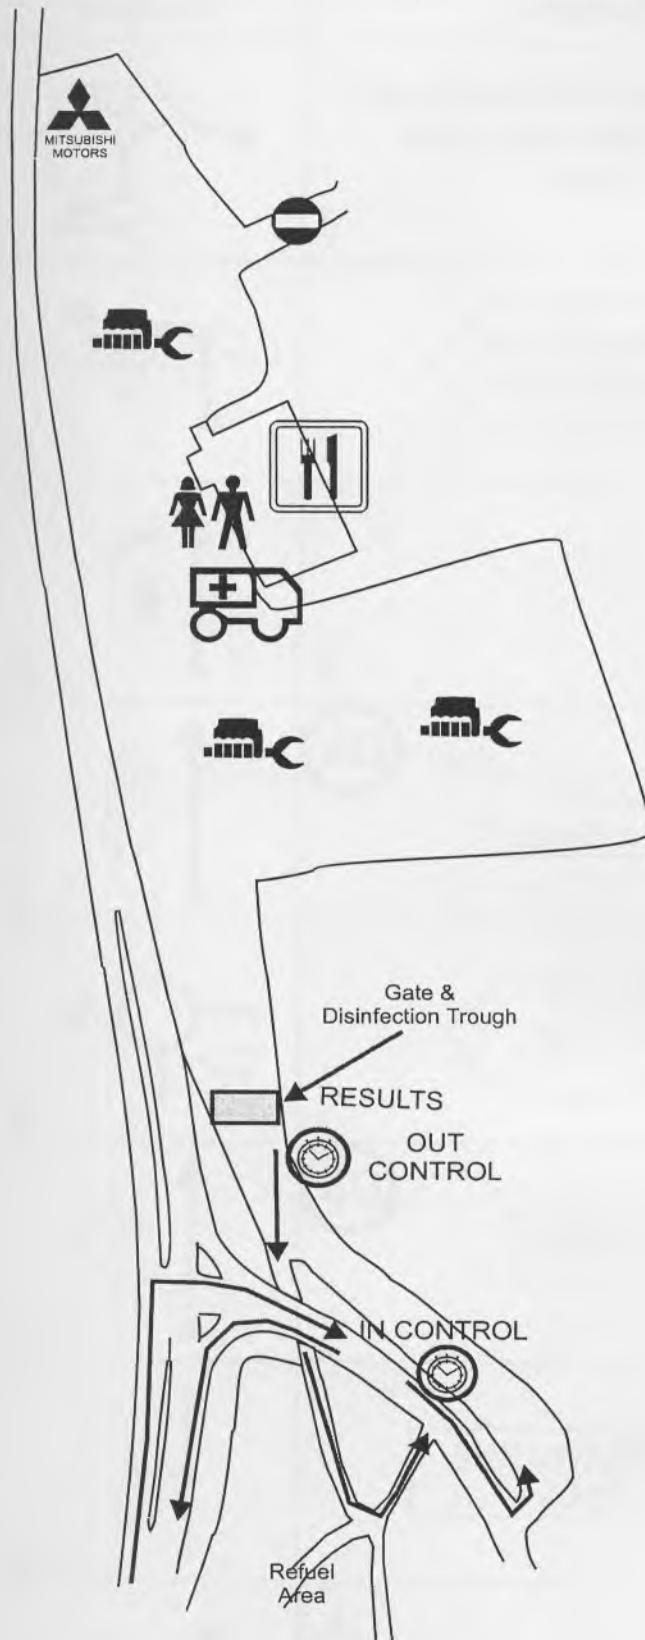 MITSUBISHI
MOTORS
Gate &
Disinfection Trough
RESULTS
OUT
CONTROL
IN CONTROL
Refuel
Area